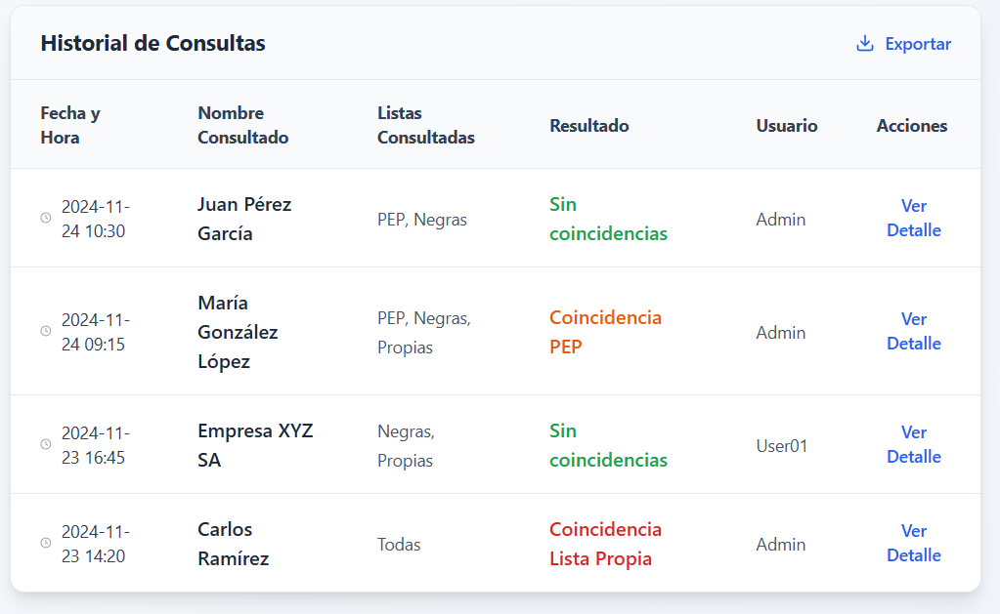 Historial de Consultas
Exportar
Fecha y
Hora
Nombre
Consultado
Listas
Consultadas
Resultado
Usuario
Acciones
2024-11-
24 10:30
Juan Pérez
García
PEP, Negras
Sin
coincidencias
Admin
Ver
Detalle
2024-11-
24 09:15
María
González
López
PEP, Negras,
Propias
Coincidencia
PEP
Admin
Ver
Detalle
2024-11-
23 16:45
Empresa XYZ
SA
Negras,
Propias
Sin
coincidencias
User01
Ver
Detalle
2024-11-
23 14:20
Carlos
Ramírez
Todas
Coincidencia
Lista Propia
Admin
Ver
Detalle